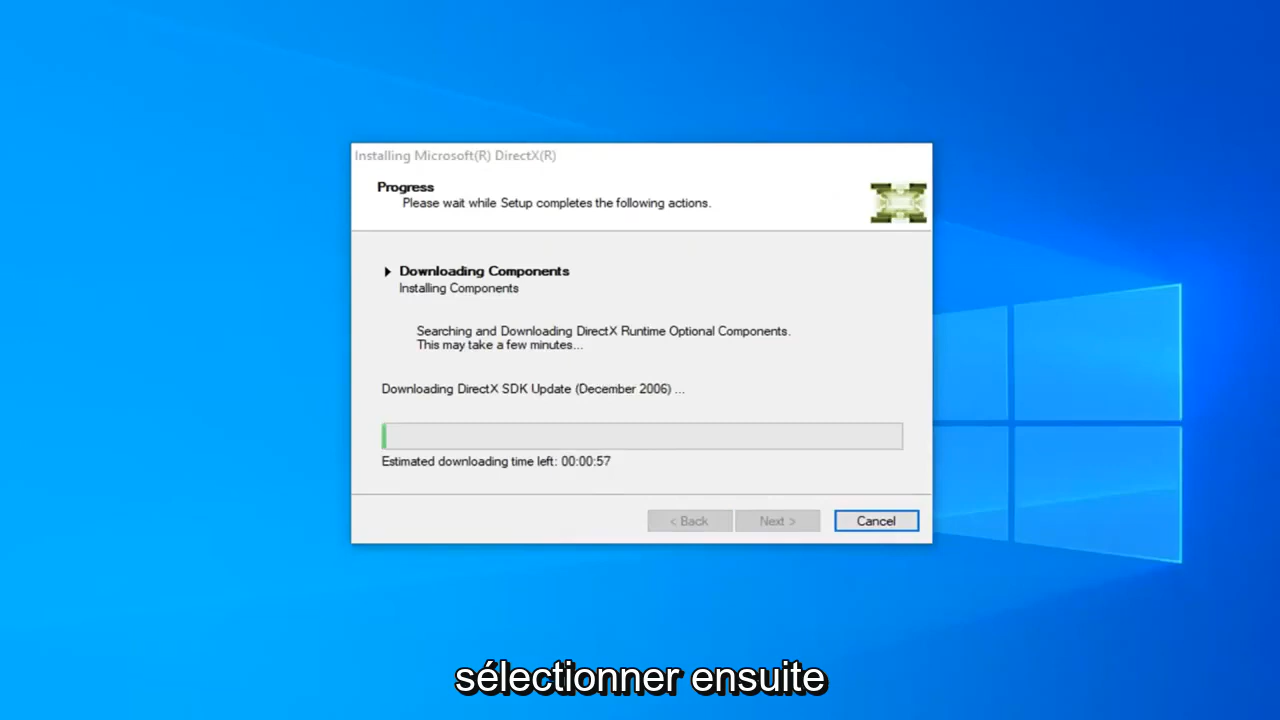 Installing Microsoft(R) DirectX(R)
Progress
Please wait while Setup completes the following actions.
Downloading Components
Installing Components
Searching and Downloading DirectX Runtime Optional Components.
This may take a few minutes...
Downloading DirectX SDK Update (December 2006) ...
Estimated downloading time left: 00:00:57
< Back
Next >
Cancel
sélectionner ensuite